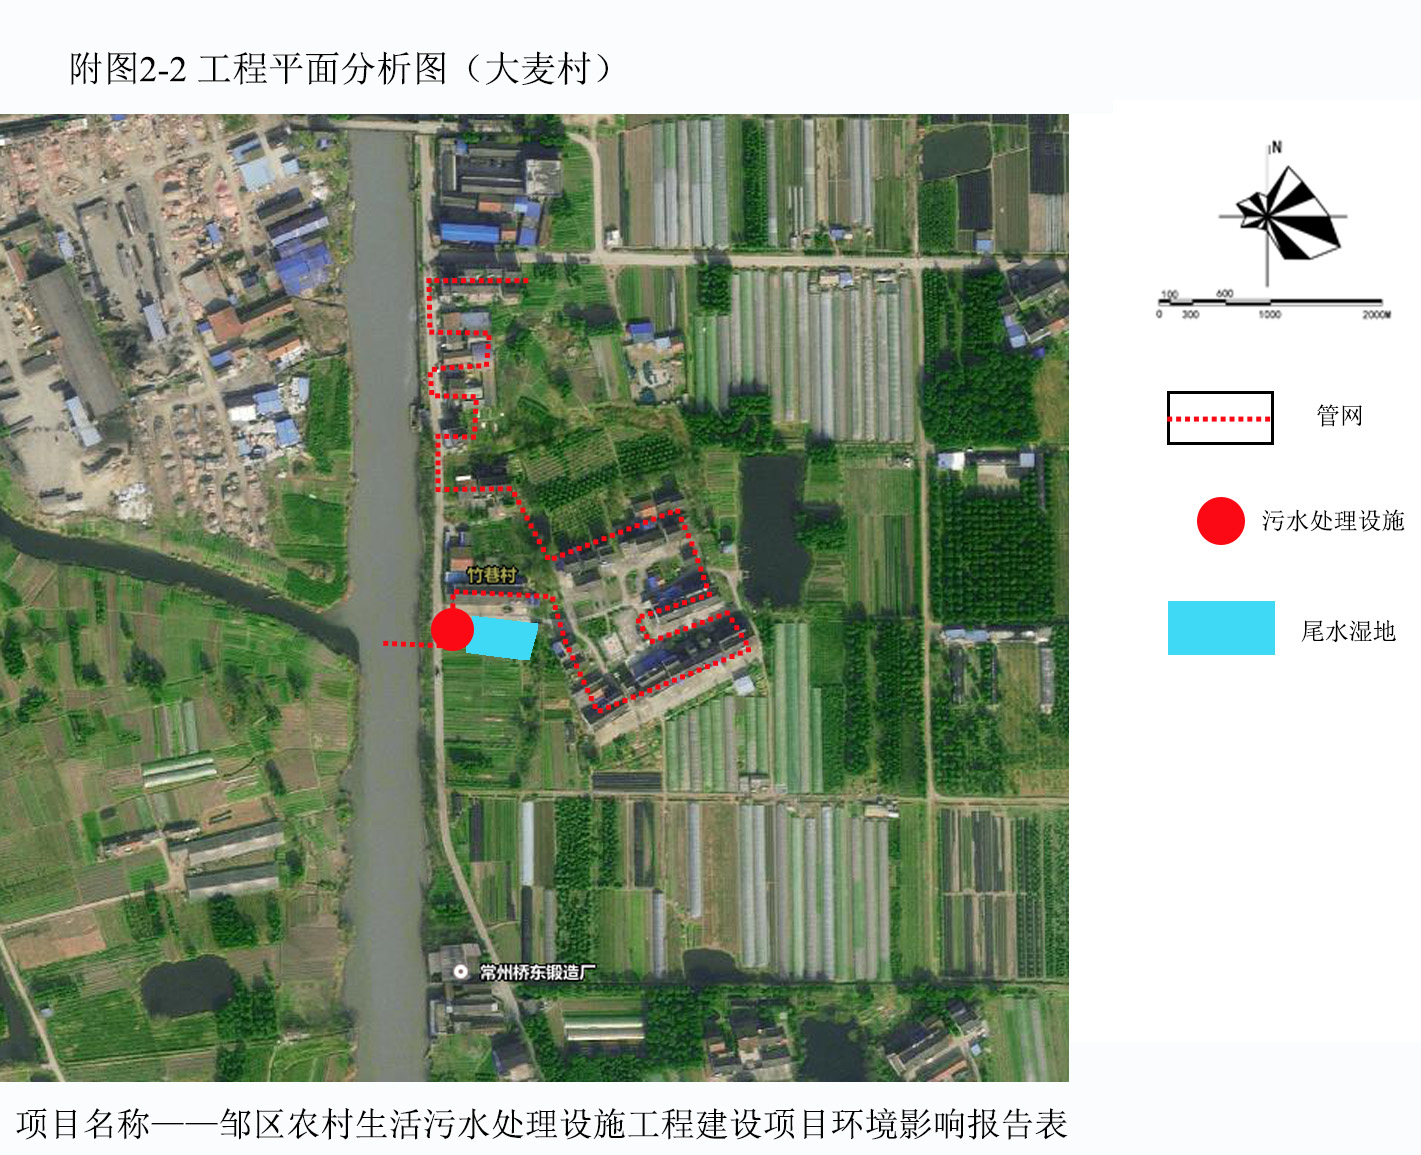 附图2-2 工程平面分析图（大麦村）
N
100 600
0 300 1000 2000M
管网
污水处理设施
竹巷村
尾水湿地
常州桥东锻造厂
项目名称——邹区农村生活污水处理设施工程建设项目环境影响报告表